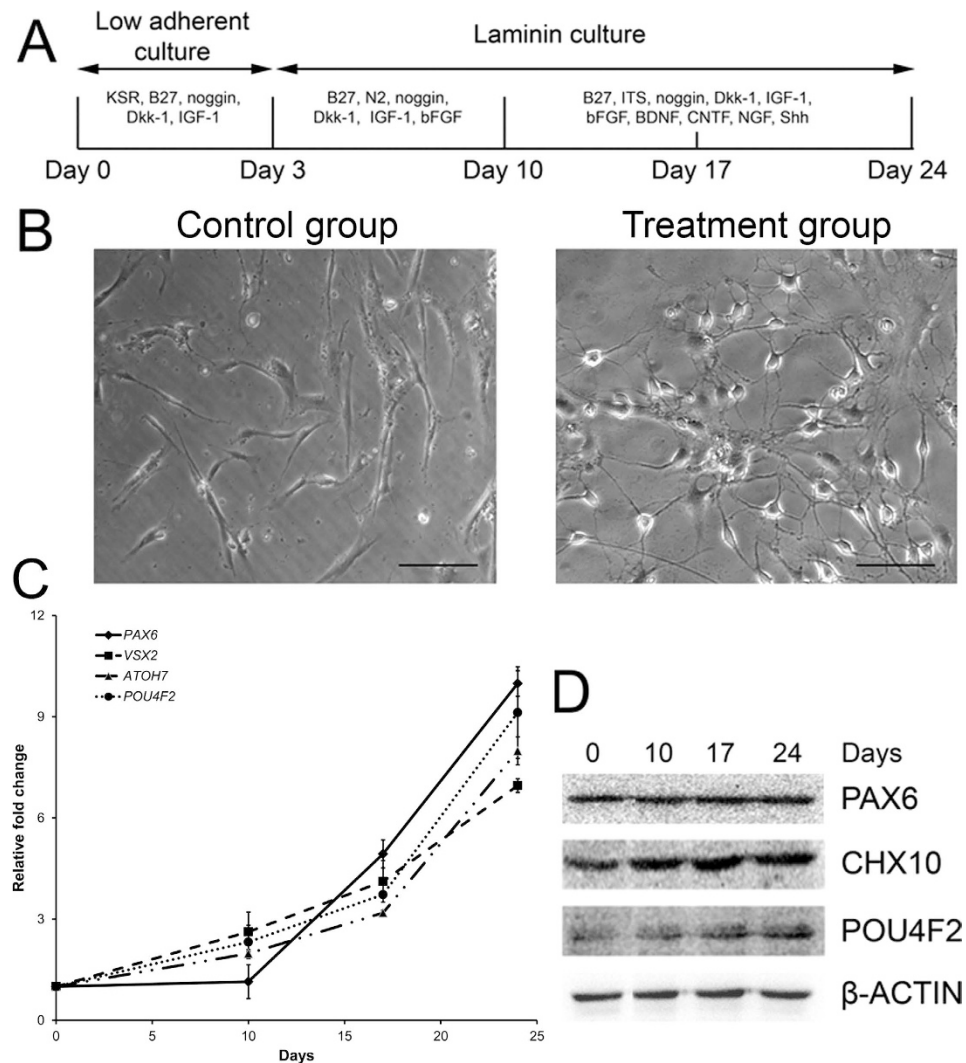 A
Low adherent
culture
Laminin culture
KSR, B27, noggin,
Dkk-1, IGF-1
B27, N2, noggin,
Dkk-1, IGF-1, bFGF
B27, ITS, noggin, Dkk-1, IGF-1,
bFGF, BDNF, CNTF, NGF, Shh
Day 0
Day 3
Day 10
Day 17
Day 24
B
Control group
Treatment group
C
12
9
6
3
0
Relative fold change
PAX6
VSX2
ATOH7
POU4F2
0
5
10
15
20
25
Days
D
0 10 17 24 Days
PAX6
CHX10
POU4F2
β-ACTIN